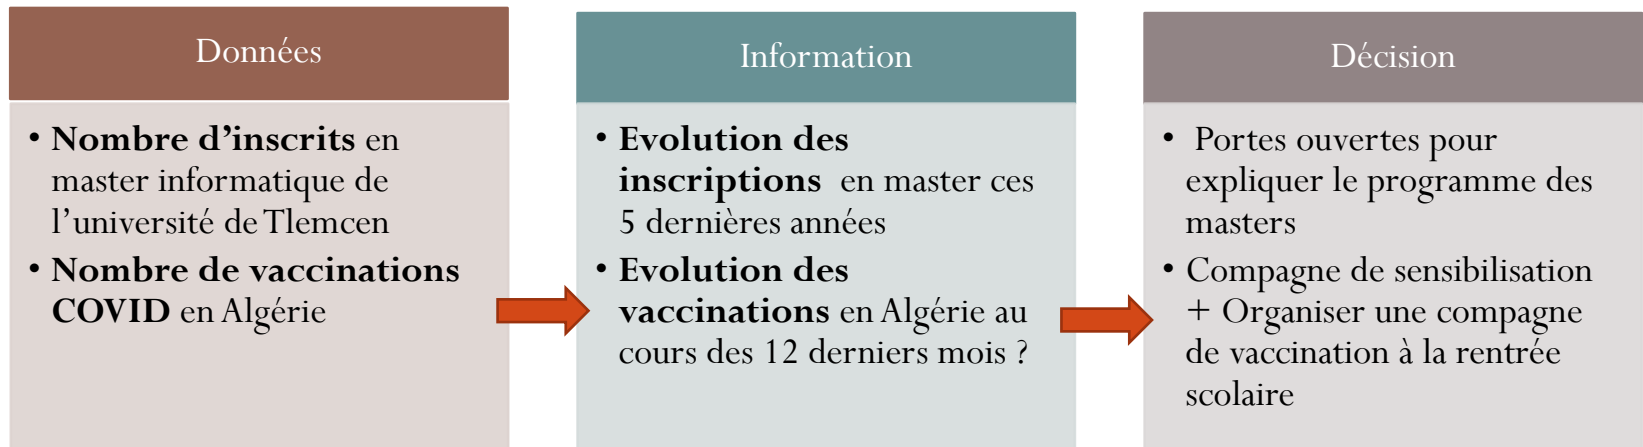 Données
• Nombre d’inscrits en
master informatique de
l’université de Tlemcen
• Nombre de vaccinations
COVID en Algérie
Information
• Evolution des
inscriptions en master ces
5 dernières années
• Evolution des
vaccinations en Algérie au
cours des 12 derniers mois ?
Décision
• Portes ouvertes pour
expliquer le programme des
masters
• Compagne de sensibilisation
+ Organiser une compagne
de vaccination à la rentrée
scolaire